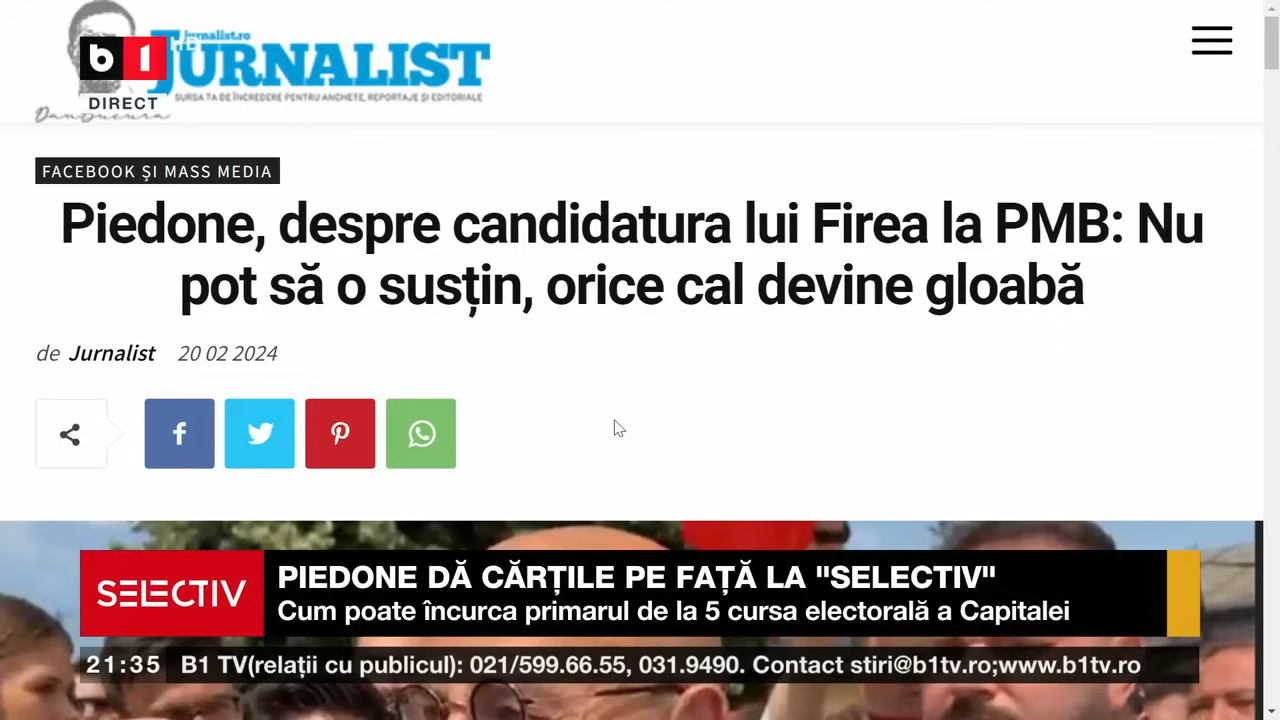 jurnalist.ro
JURNALIST
SURSA TA DE ÎNCREDERE PENTRU ANCHETE, REPORTAJE ȘI EDITORIALE
b1 HD
DIRECT
FACEBOOK ȘI MASS MEDIA
Piedone, despre candidatura lui Firea la PMB: Nu
pot să o susțin, orice cal devine gloabă
de Jurnalist 20 02 2024
SELECTIV
PIEDONE DĂ CĂRȚILE PE FAȚĂ LA "SELECTIV"
Cum poate încurca primarul de la 5 cursa electorală a Capitalei
21:35 B1 TV(relații cu publicul): 021/599.66.55, 031.9490. Contact stiri@b1tv.ro;www.b1tv.ro